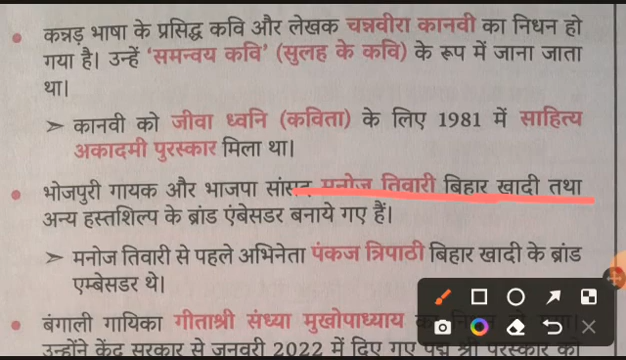 कन्नड़ भाषा के प्रसिद्ध कवि और लेखक चन्नवीरा कानवी का निधन हो
गया है। उन्हें ‘समन्वय कवि’ (सुलह के कवि) के रूप में जाना जाता
था।
➢ कानवी को जीवा ध्वनि (कविता) के लिए 1981 में साहित्य
अकादमी पुरस्कार मिला था।
भोजपुरी गायक और भाजपा सांसद मनोज तिवारी बिहार खादी तथा
अन्य हस्तशिल्प के ब्रांड एंबेसडर बनाये गए हैं।
➢ मनोज तिवारी से पहले अभिनेता पंकज त्रिपाठी बिहार खादी के ब्रांड
एम्बेसडर थे।
बंगाली गायिका गीताश्री संध्या मुखोपाध्याय का
उन्होंने केंद्र सरकार से जनवरी 2022 में दिए गए पद्म श्री पुरस्कार को